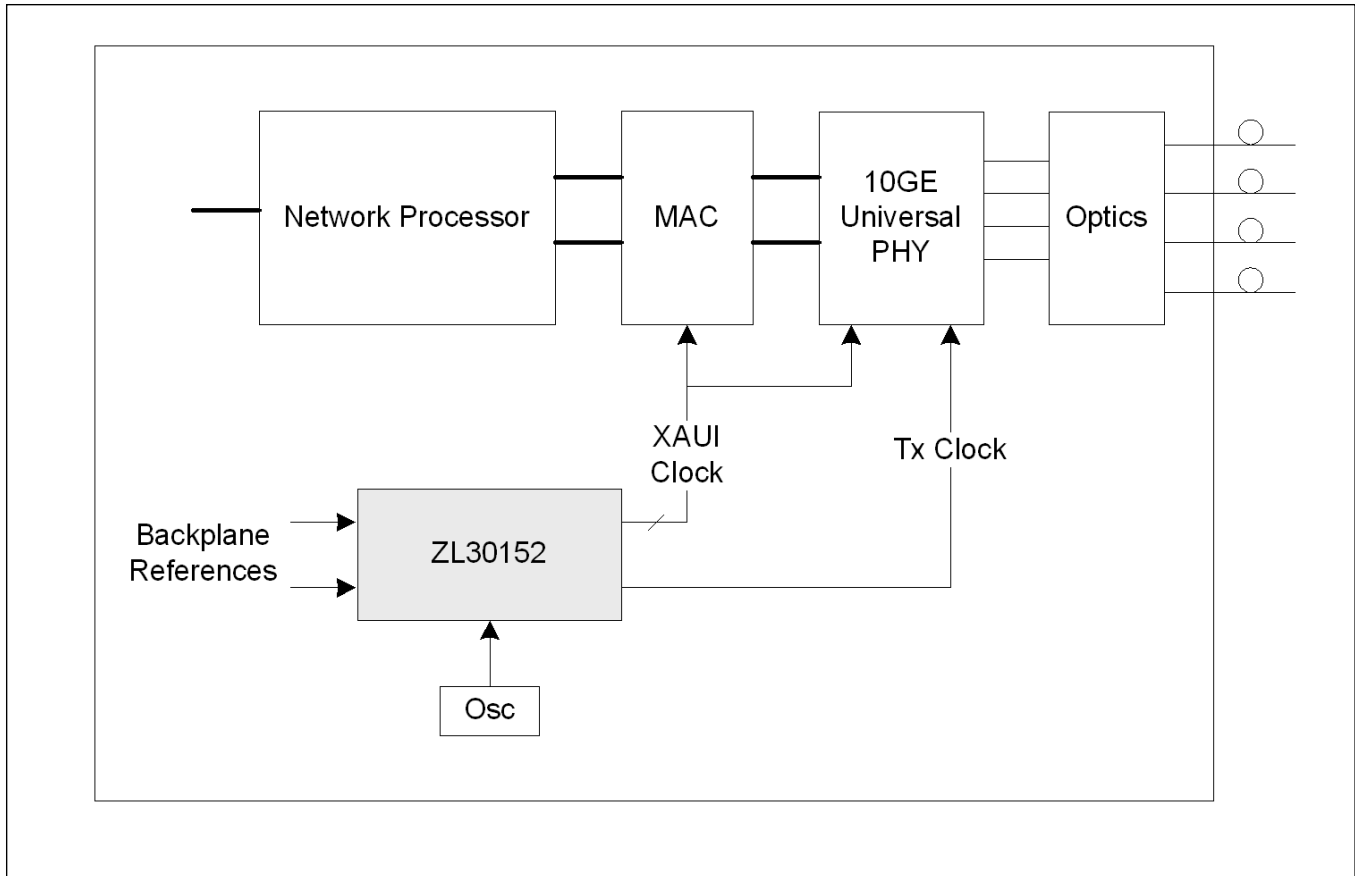 Network Processor
MAC
10GE
Universal
PHY
Optics
XAUI
Clock
Tx Clock
Backplane
References
ZL30152
Osc